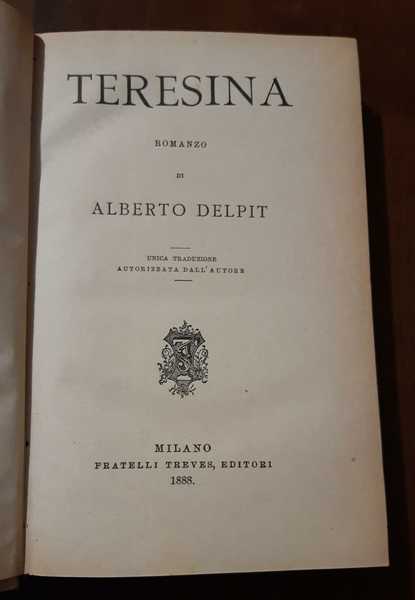 TERESINA
ROMANZO
DI
ALBERTO DELPIT
UNICA TRADUZIONE
AUTORIZZATA DALL'AUTORE
MILANO
FRATELLI TREVES, EDITORI
1888.